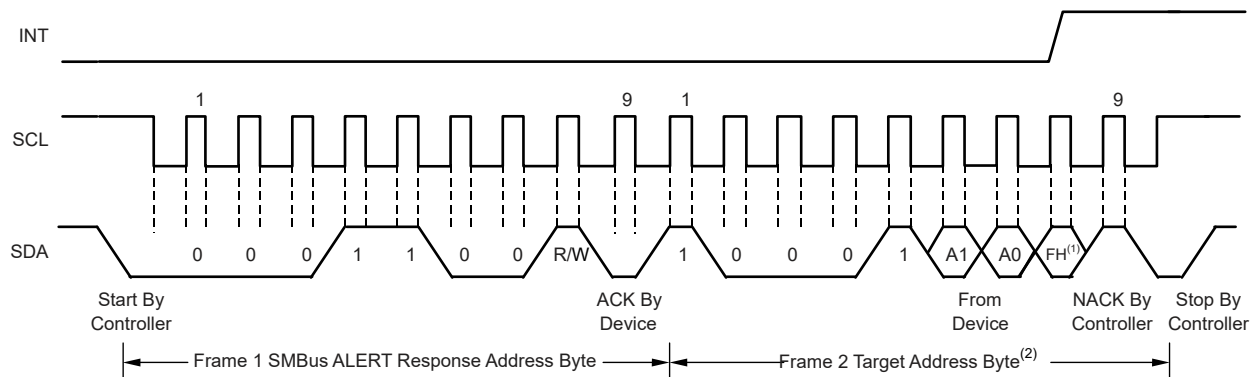 INT
1 9 1 9
SCL
SDA 0 0 0 1 1 0 0 R/W 1 0 0 0 1 A1 A0 FH(1)
Start By ACK By From NACK By Stop By
Controller Device Device Controller Controller
Frame 1 SMBus ALERT Response Address Byte Frame 2 Target Address Byte(2)